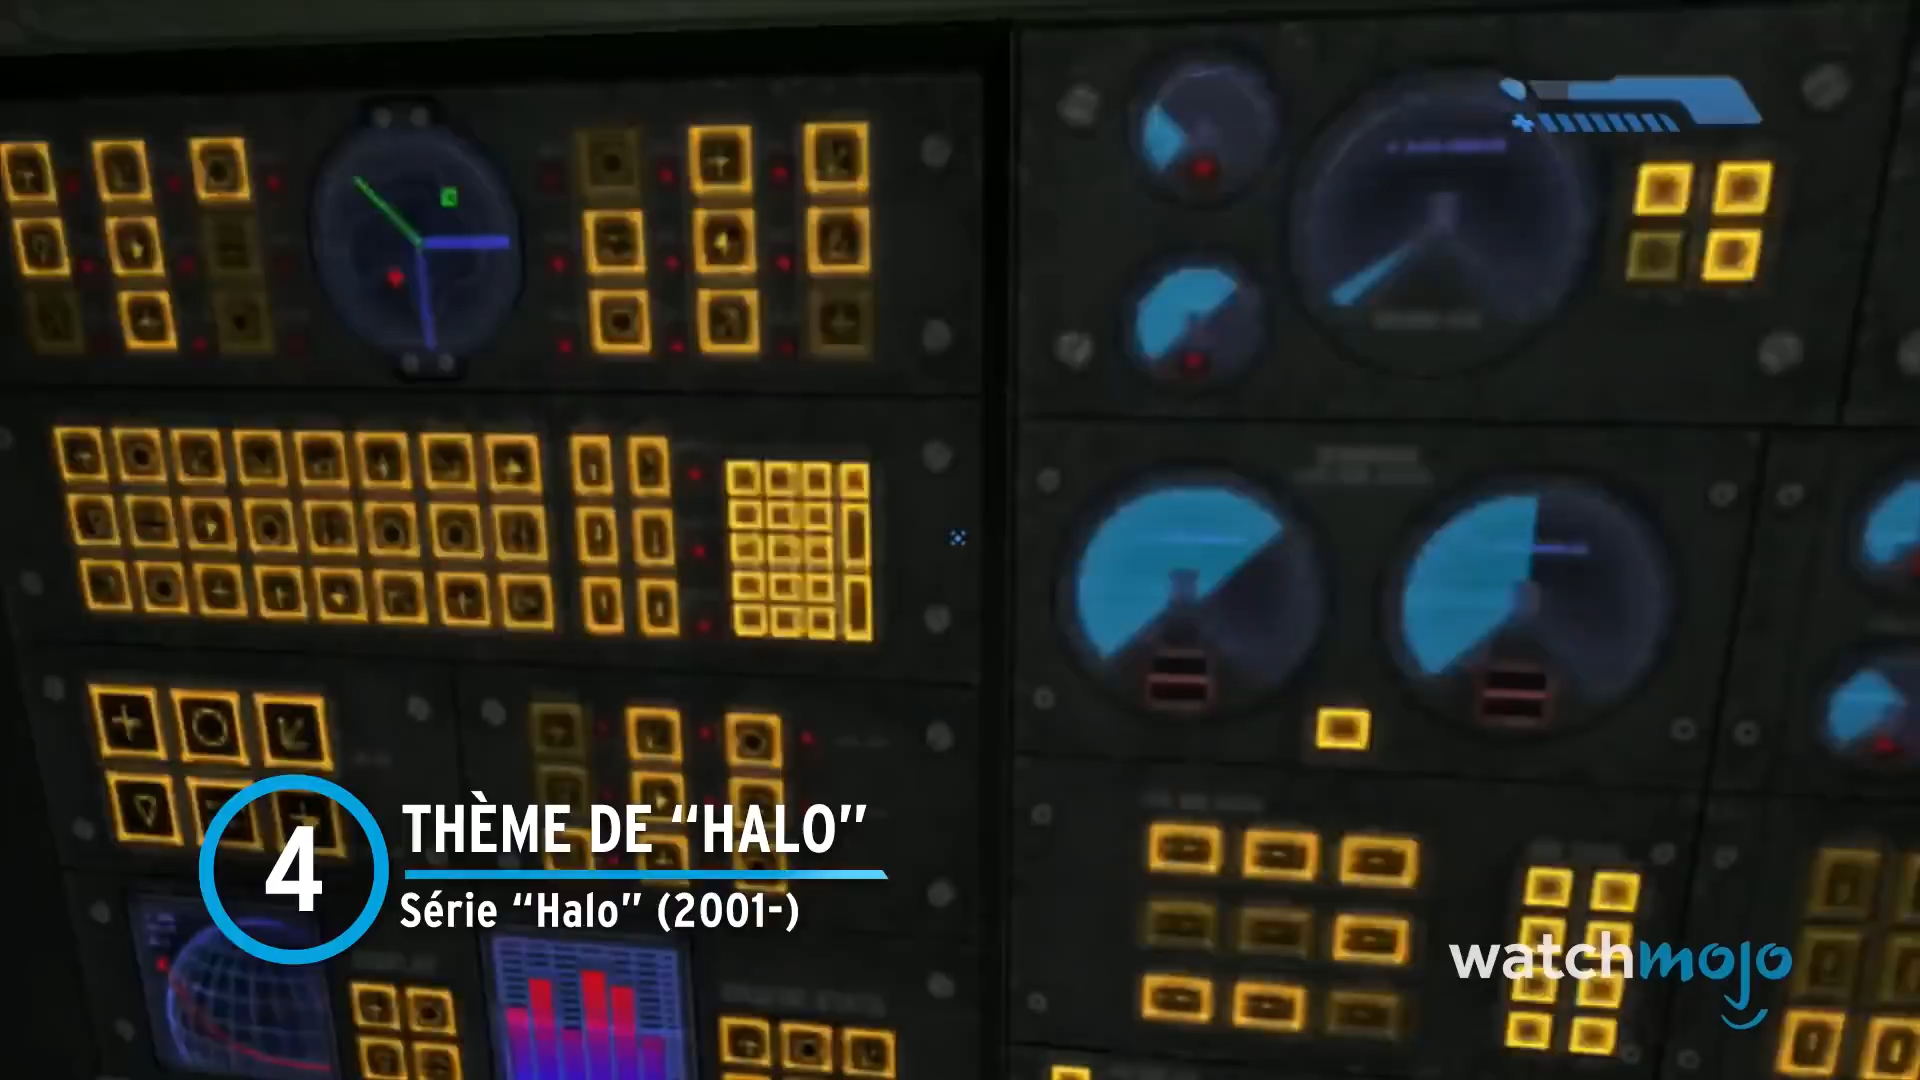 4
THÈME DE “HALO”
Série “Halo” (2001-)
watchmojo